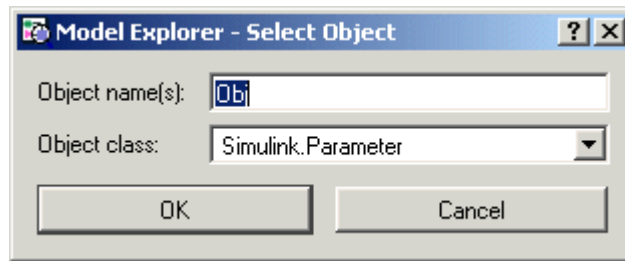 Model Explorer - Select Object
Object name(s): Obj
Object class: Simulink.Parameter
OK Cancel